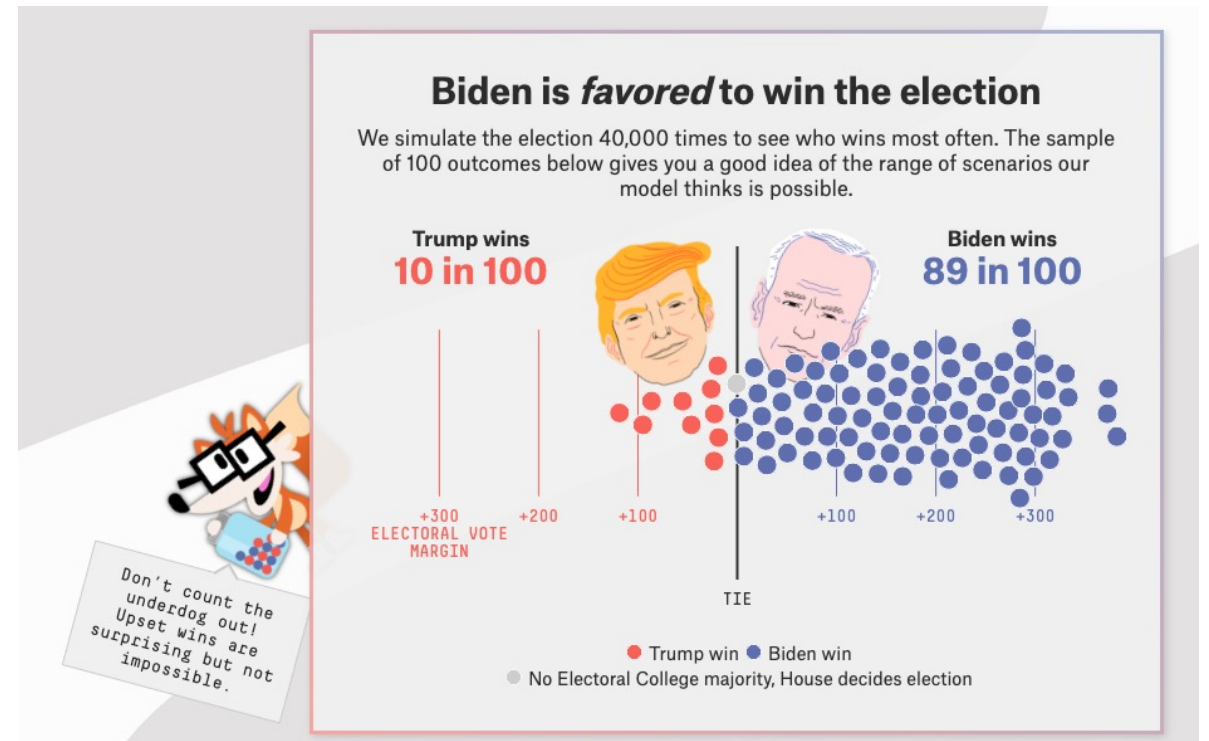 Biden is favored to win the election
We simulate the election 40,000 times to see who wins most often. The sample
of 100 outcomes below gives you a good idea of the range of scenarios our
model thinks is possible.
Trump wins
10 in 100
Biden wins
89 in 100
+300
ELECTORAL VOTE
MARGIN
+200
+100
+100
+200
+300
TIE
Trump win
Biden win
No Electoral College majority, House decides election
Don't count the
underdog out!
Upset wins are
surprising but not
impossible.